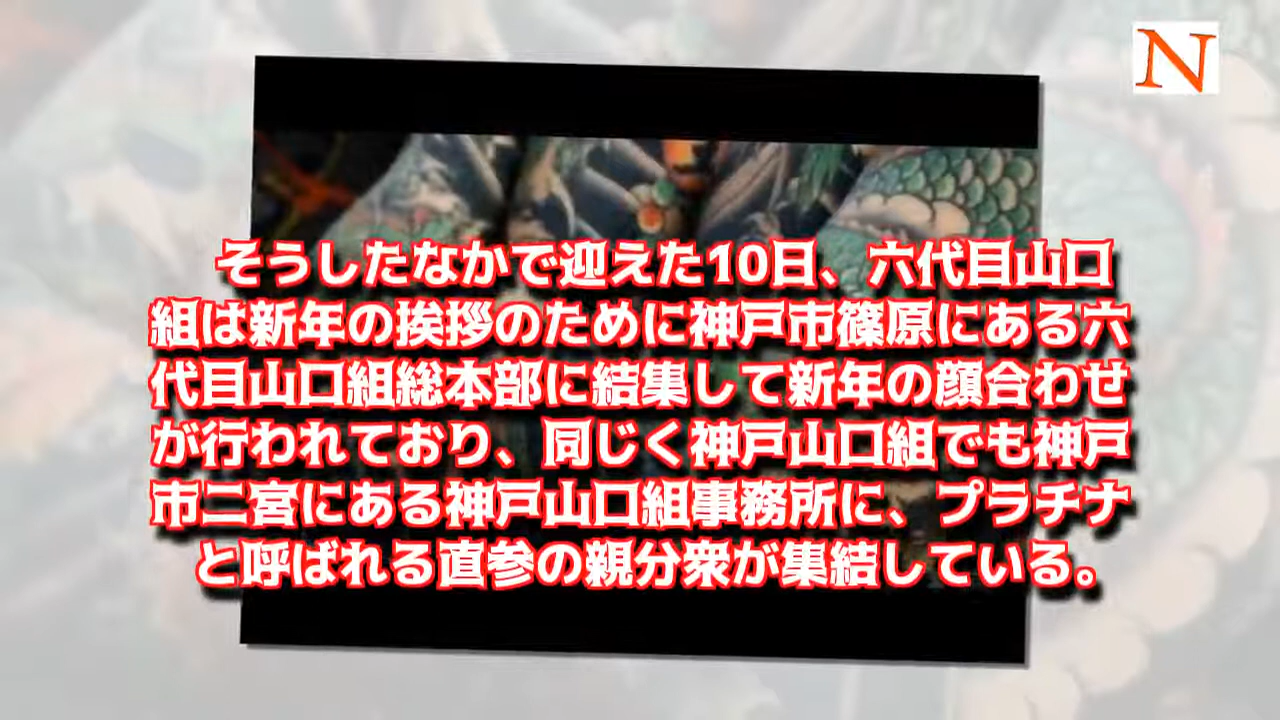 N
そうしたなかで迎えた10日、六代目山口
組は新年の挨拶のために神戸市篠原にある六
代目山口組総本部に結集して新年の顔合わせ
が行われており、同じく神戸山口組でも神戸
市二宮にある神戸山口組事務所に、プラチナ
と呼ばれる直参の親分衆が集結している。